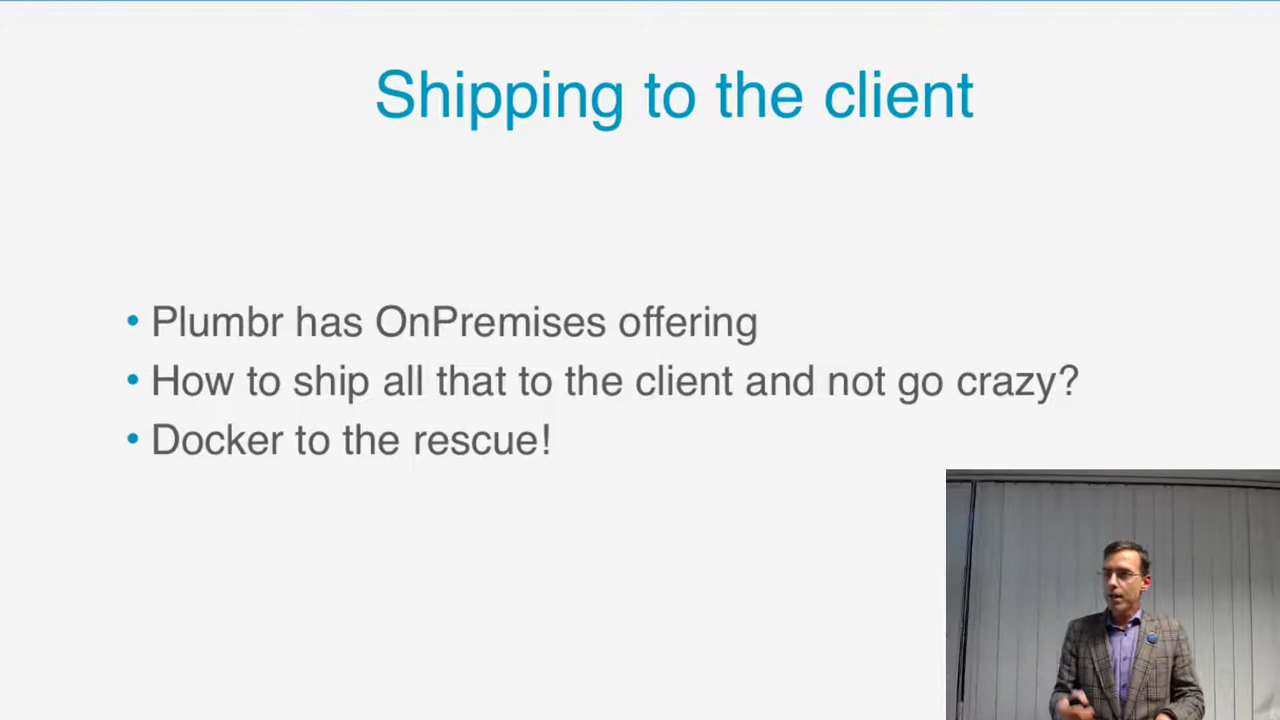 Shipping to the client
• Plumbr has OnPremises offering
• How to ship all that to the client and not go crazy?
• Docker to the rescue!